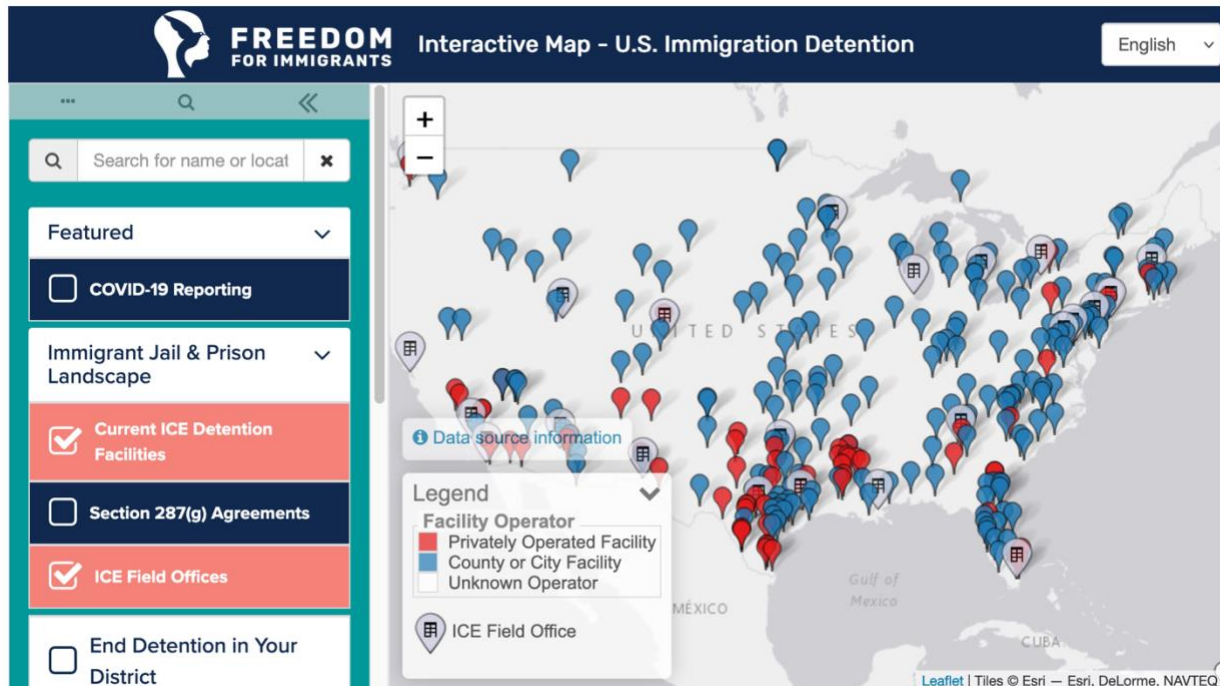 FREEDOM
FOR IMMIGRANTS
Interactive Map - U.S. Immigration Detention
English
Search for name or locat
Featured
COVID-19 Reporting
Immigrant Jail & Prison
Landscape
Current ICE Detention
Facilities
Section 287(g) Agreements
ICE Field Offices
End Detention in Your
District
+
−
UNITED STATES
Data source information
Legend
Facility Operator
Privately Operated Facility
County or City Facility
Unknown Operator
ICE Field Office
MÉXICO
Gulf of
Mexico
CUBA
Leaflet | Tiles © Esri — Esri, DeLorme, NAVTEQ